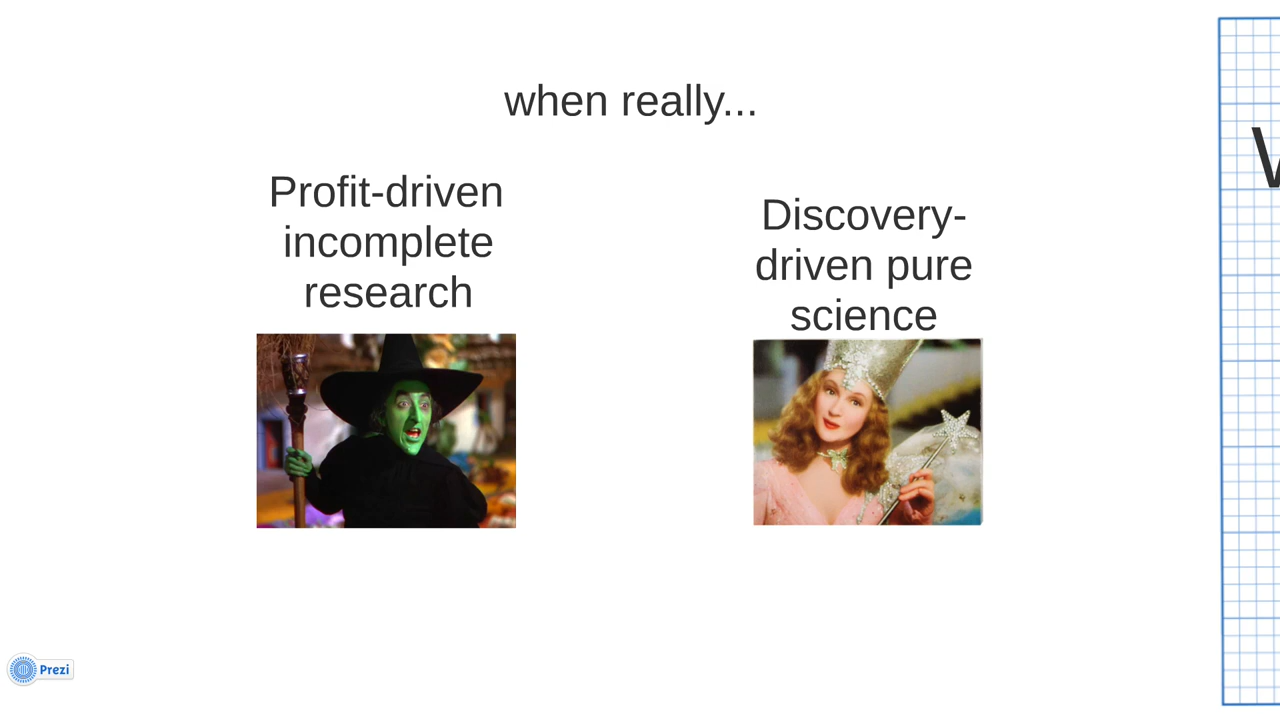 when really...
Profit-driven
incomplete
research
Discovery-
driven pure
science
Prezi